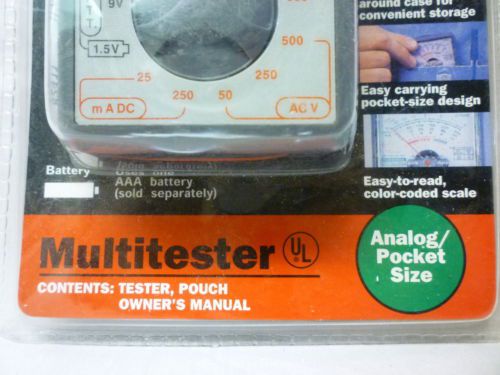 9V
T.
T.
1.5V
500
250
50
25
250
m A DC
AC V
around case for
convenient storage
Easy carrying
pocket-size design
Easy-to-read,
color-coded scale
Battery
Uses one
AAA battery
(sold separately)
Multitester UL
Analog/
Pocket
Size
CONTENTS: TESTER, POUCH
OWNER'S MANUAL